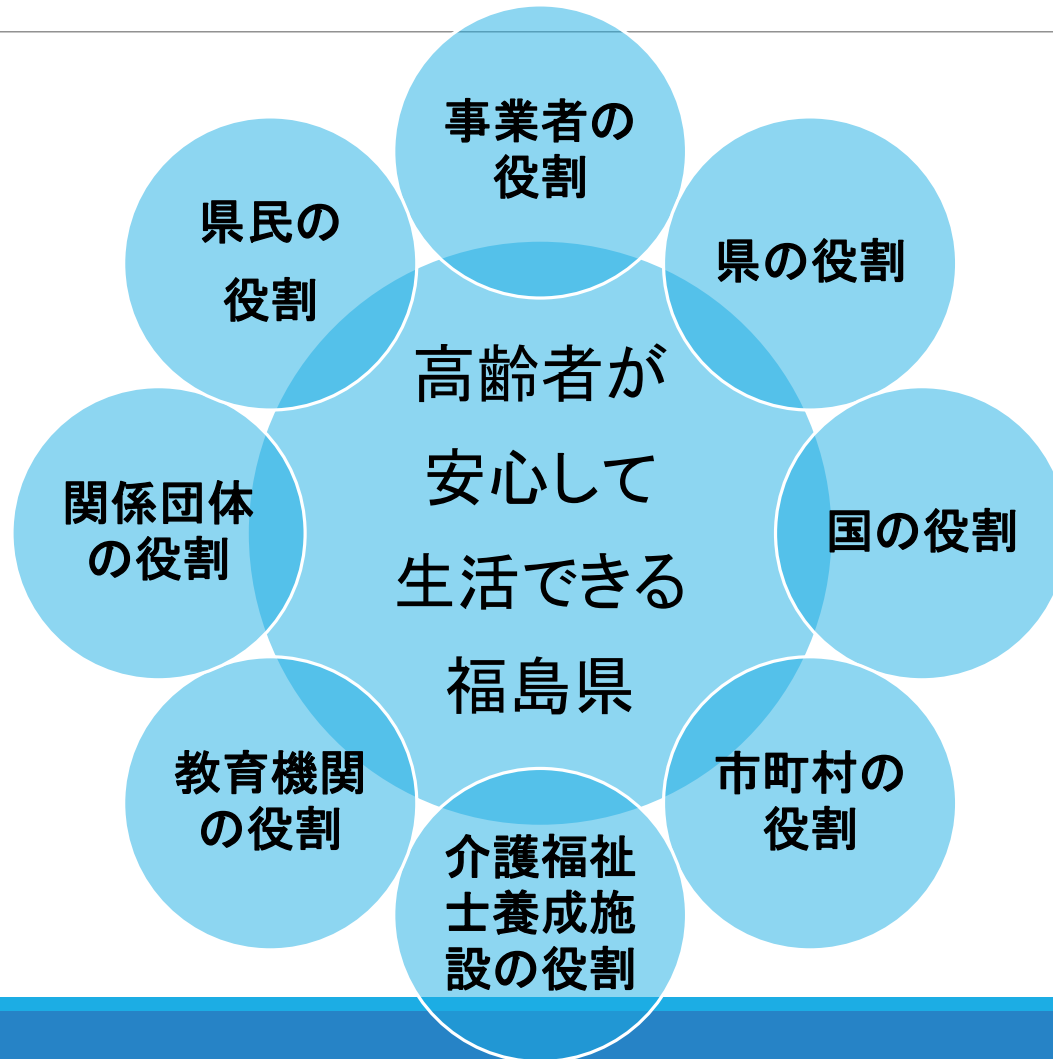 事業者の
役割
県の役割
国の役割
市町村の
役割
介護福祉
士養成施
設の役割
教育機関
の役割
関係団体
の役割
県民の
役割
高齢者が
安心して
生活できる
福島県